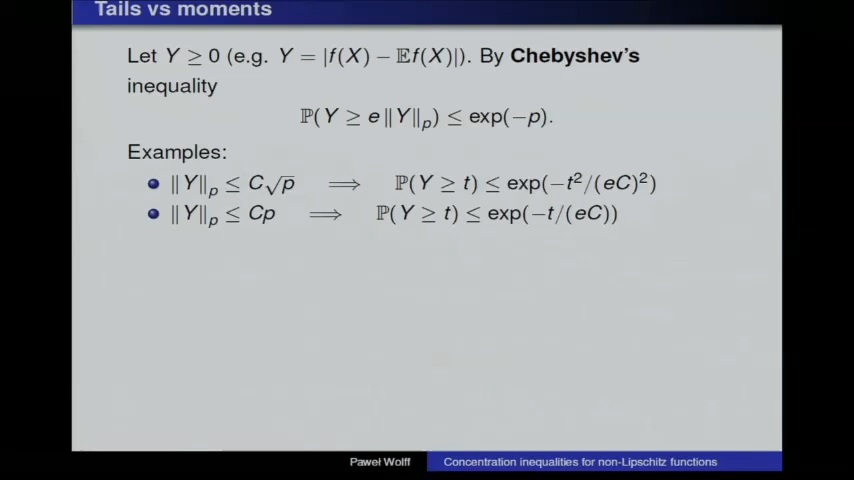 Tails vs moments
Let Y ≥ 0 (e.g. Y = |f(X) − 𝔼f(X)|). By Chebyshev's
inequality
ℙ(Y ≥ e ‖Y‖_p) ≤ exp(−p).
Examples:
‖Y‖_p ≤ C√p ⟹ ℙ(Y ≥ t) ≤ exp(−t²/(eC)²)
‖Y‖_p ≤ Cp ⟹ ℙ(Y ≥ t) ≤ exp(−t/(eC))
Paweł Wolff Concentration inequalities for non-Lipschitz functions